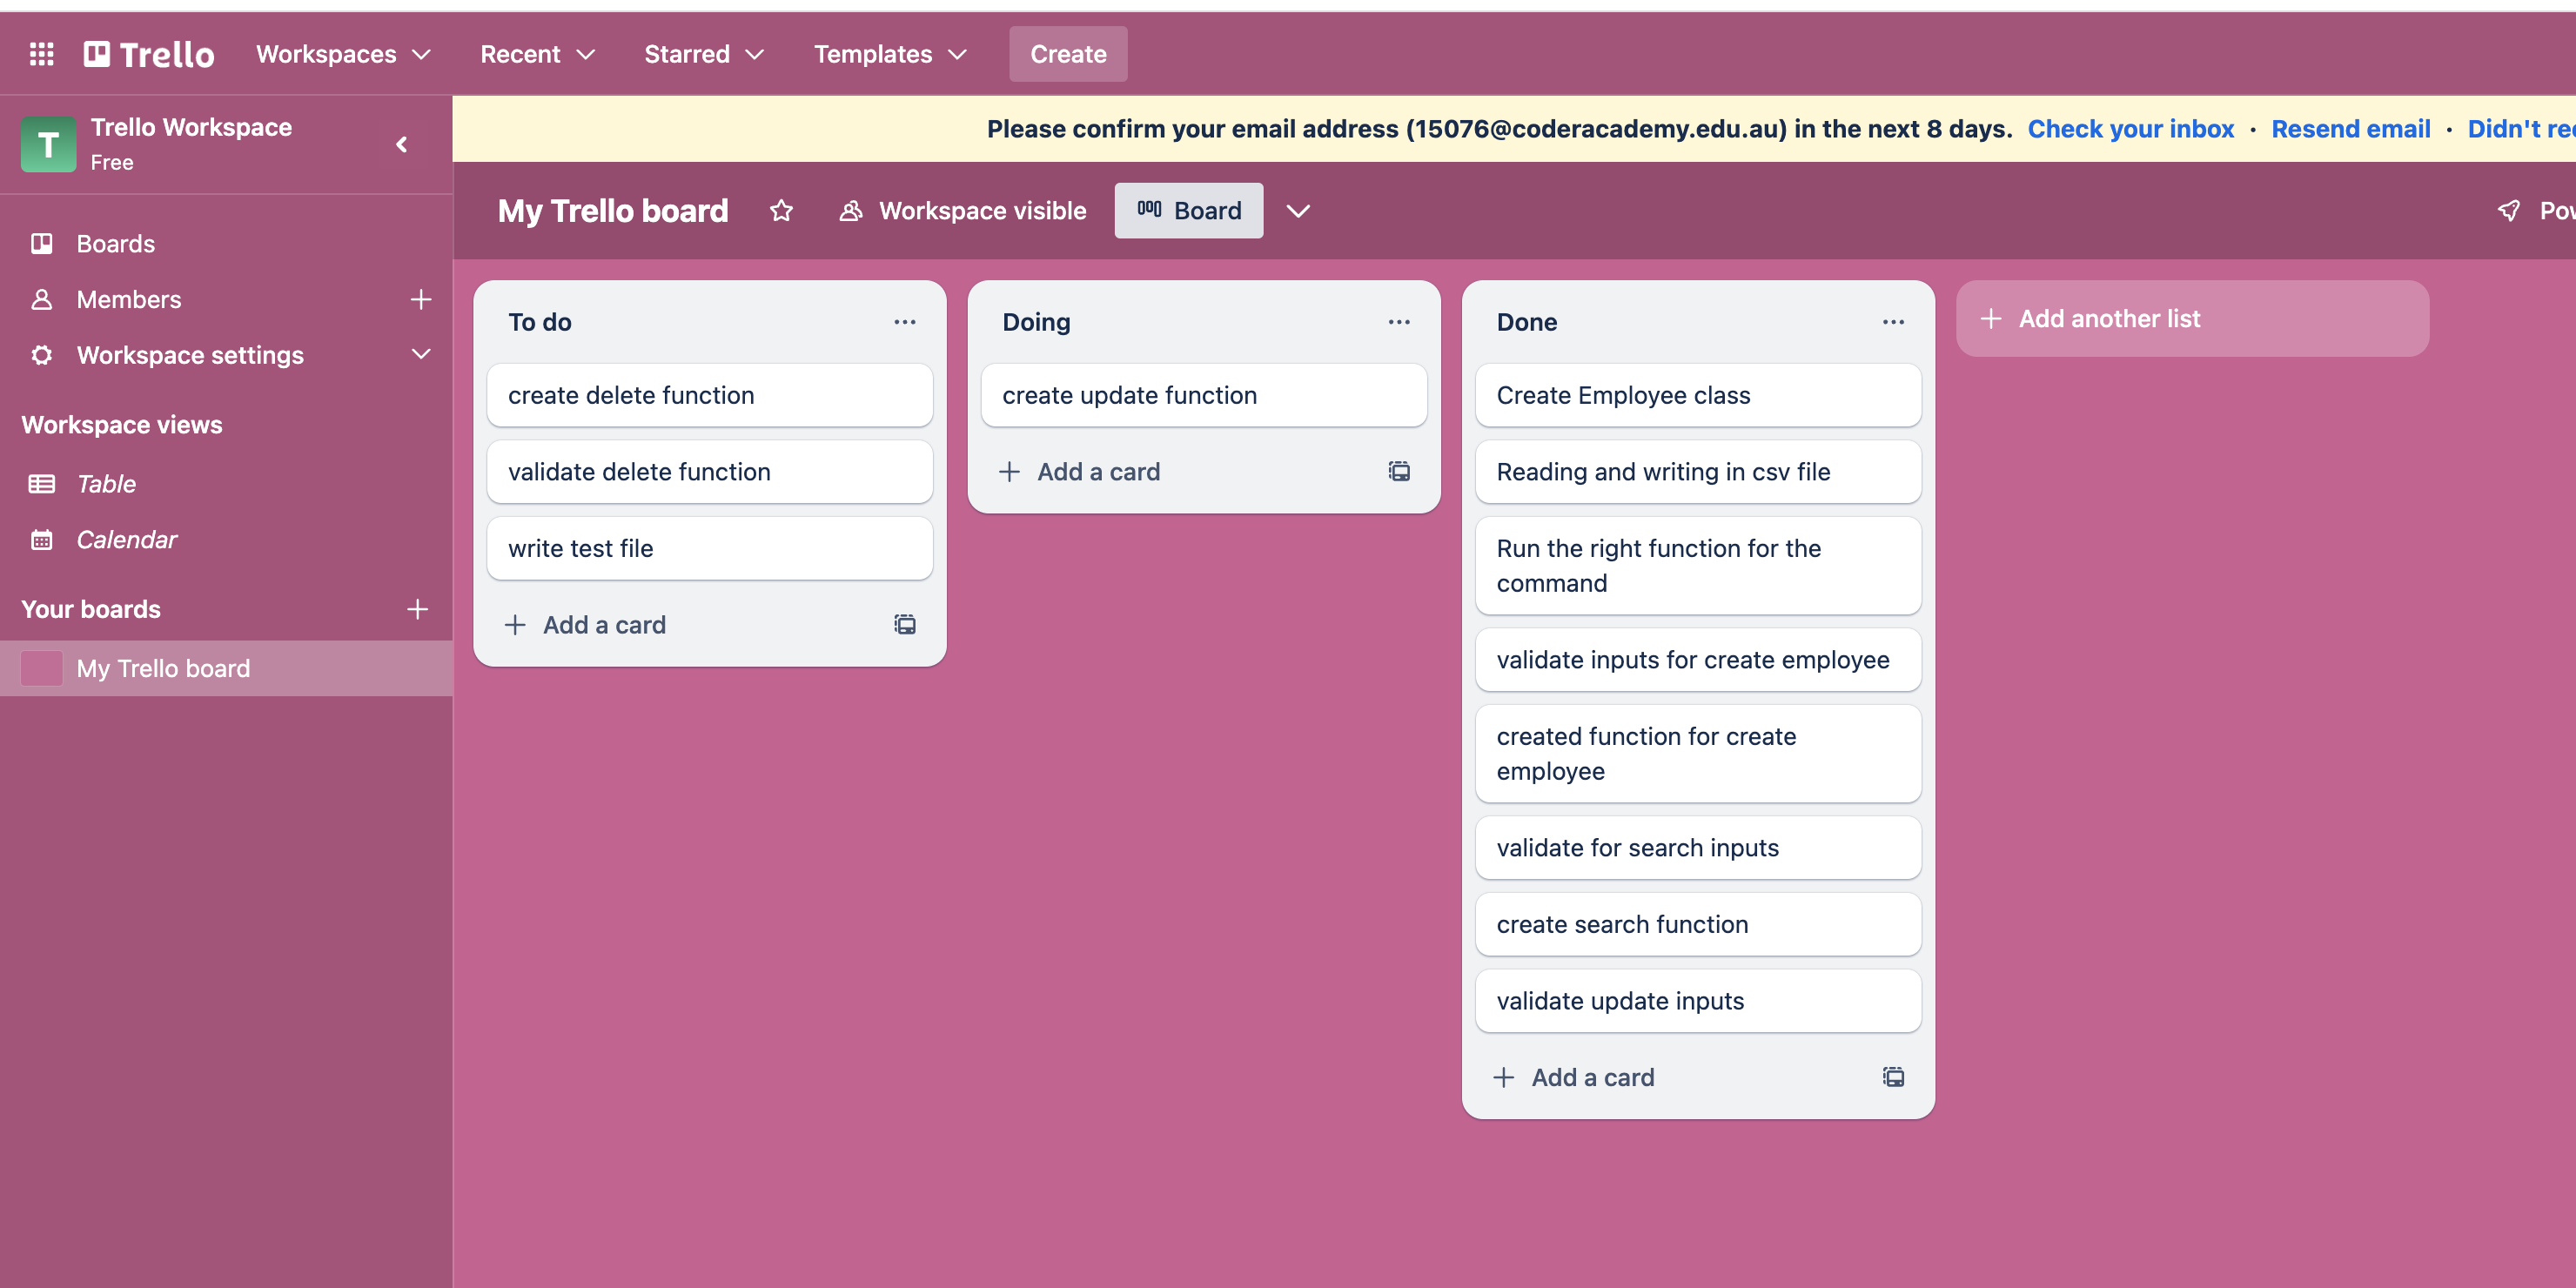 Trello
Workspaces
Recent
Starred
Templates
Create
T
Trello Workspace
Free
Please confirm your email address (15076@coderacademy.edu.au) in the next 8 days. Check your inbox · Resend email · Didn't
My Trello board
Workspace visible
Board
Boards
Members
Workspace settings
Workspace views
Table
Calendar
Your boards
My Trello board
To do
create delete function
validate delete function
write test file
Add a card
Doing
create update function
Add a card
Done
Create Employee class
Reading and writing in csv file
Run the right function for the
command
validate inputs for create employee
created function for create
employee
validate for search inputs
create search function
validate update inputs
Add a card
Add another list